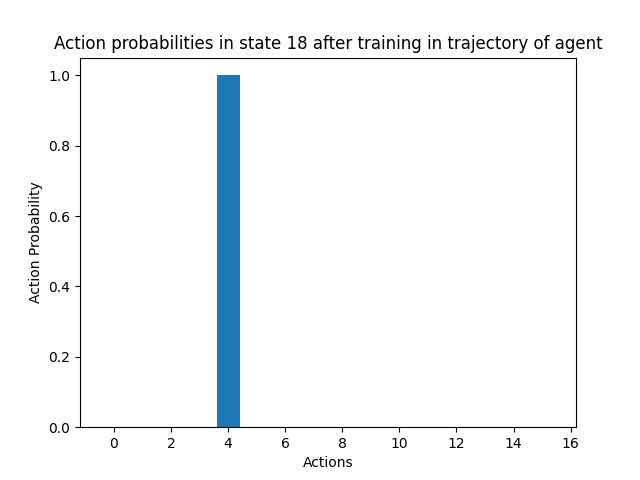 Action probabilities in state 18 after training in trajectory of agent
1.0
0.8
0.6
0.4
0.2
0.0
Action Probability
0 2 4 6 8 10 12 14 16
Actions